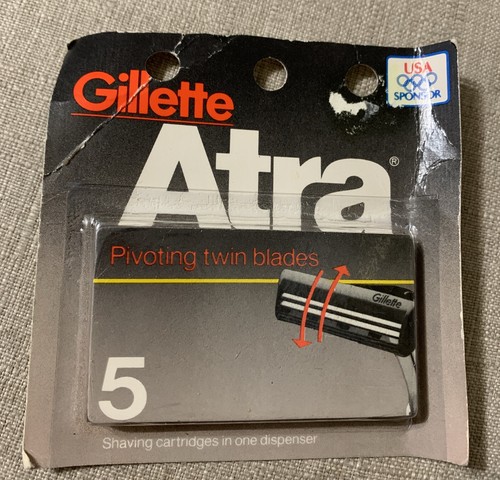 Gillette
USA
SPONSOR
Atra®
Pivoting twin blades
Gillette
5
Shaving cartridges in one dispenser